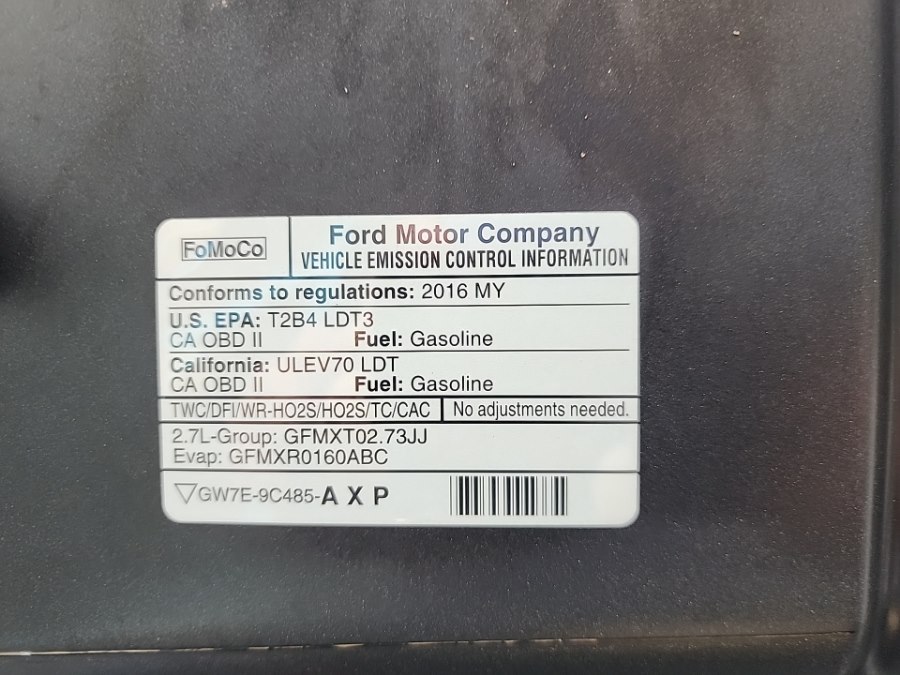 FoMoCo
Ford Motor Company
VEHICLE EMISSION CONTROL INFORMATION
Conforms to regulations: 2016 MY
U.S. EPA: T2B4 LDT3
CA OBD II Fuel: Gasoline
California: ULEV70 LDT
CA OBD II Fuel: Gasoline
TWC/DFI/WR-HO2S/HO2S/TC/CAC No adjustments needed.
2.7L-Group: GFMXT02.73JJ
Evap: GFMXR0160ABC
▽GW7E-9C485-A X P